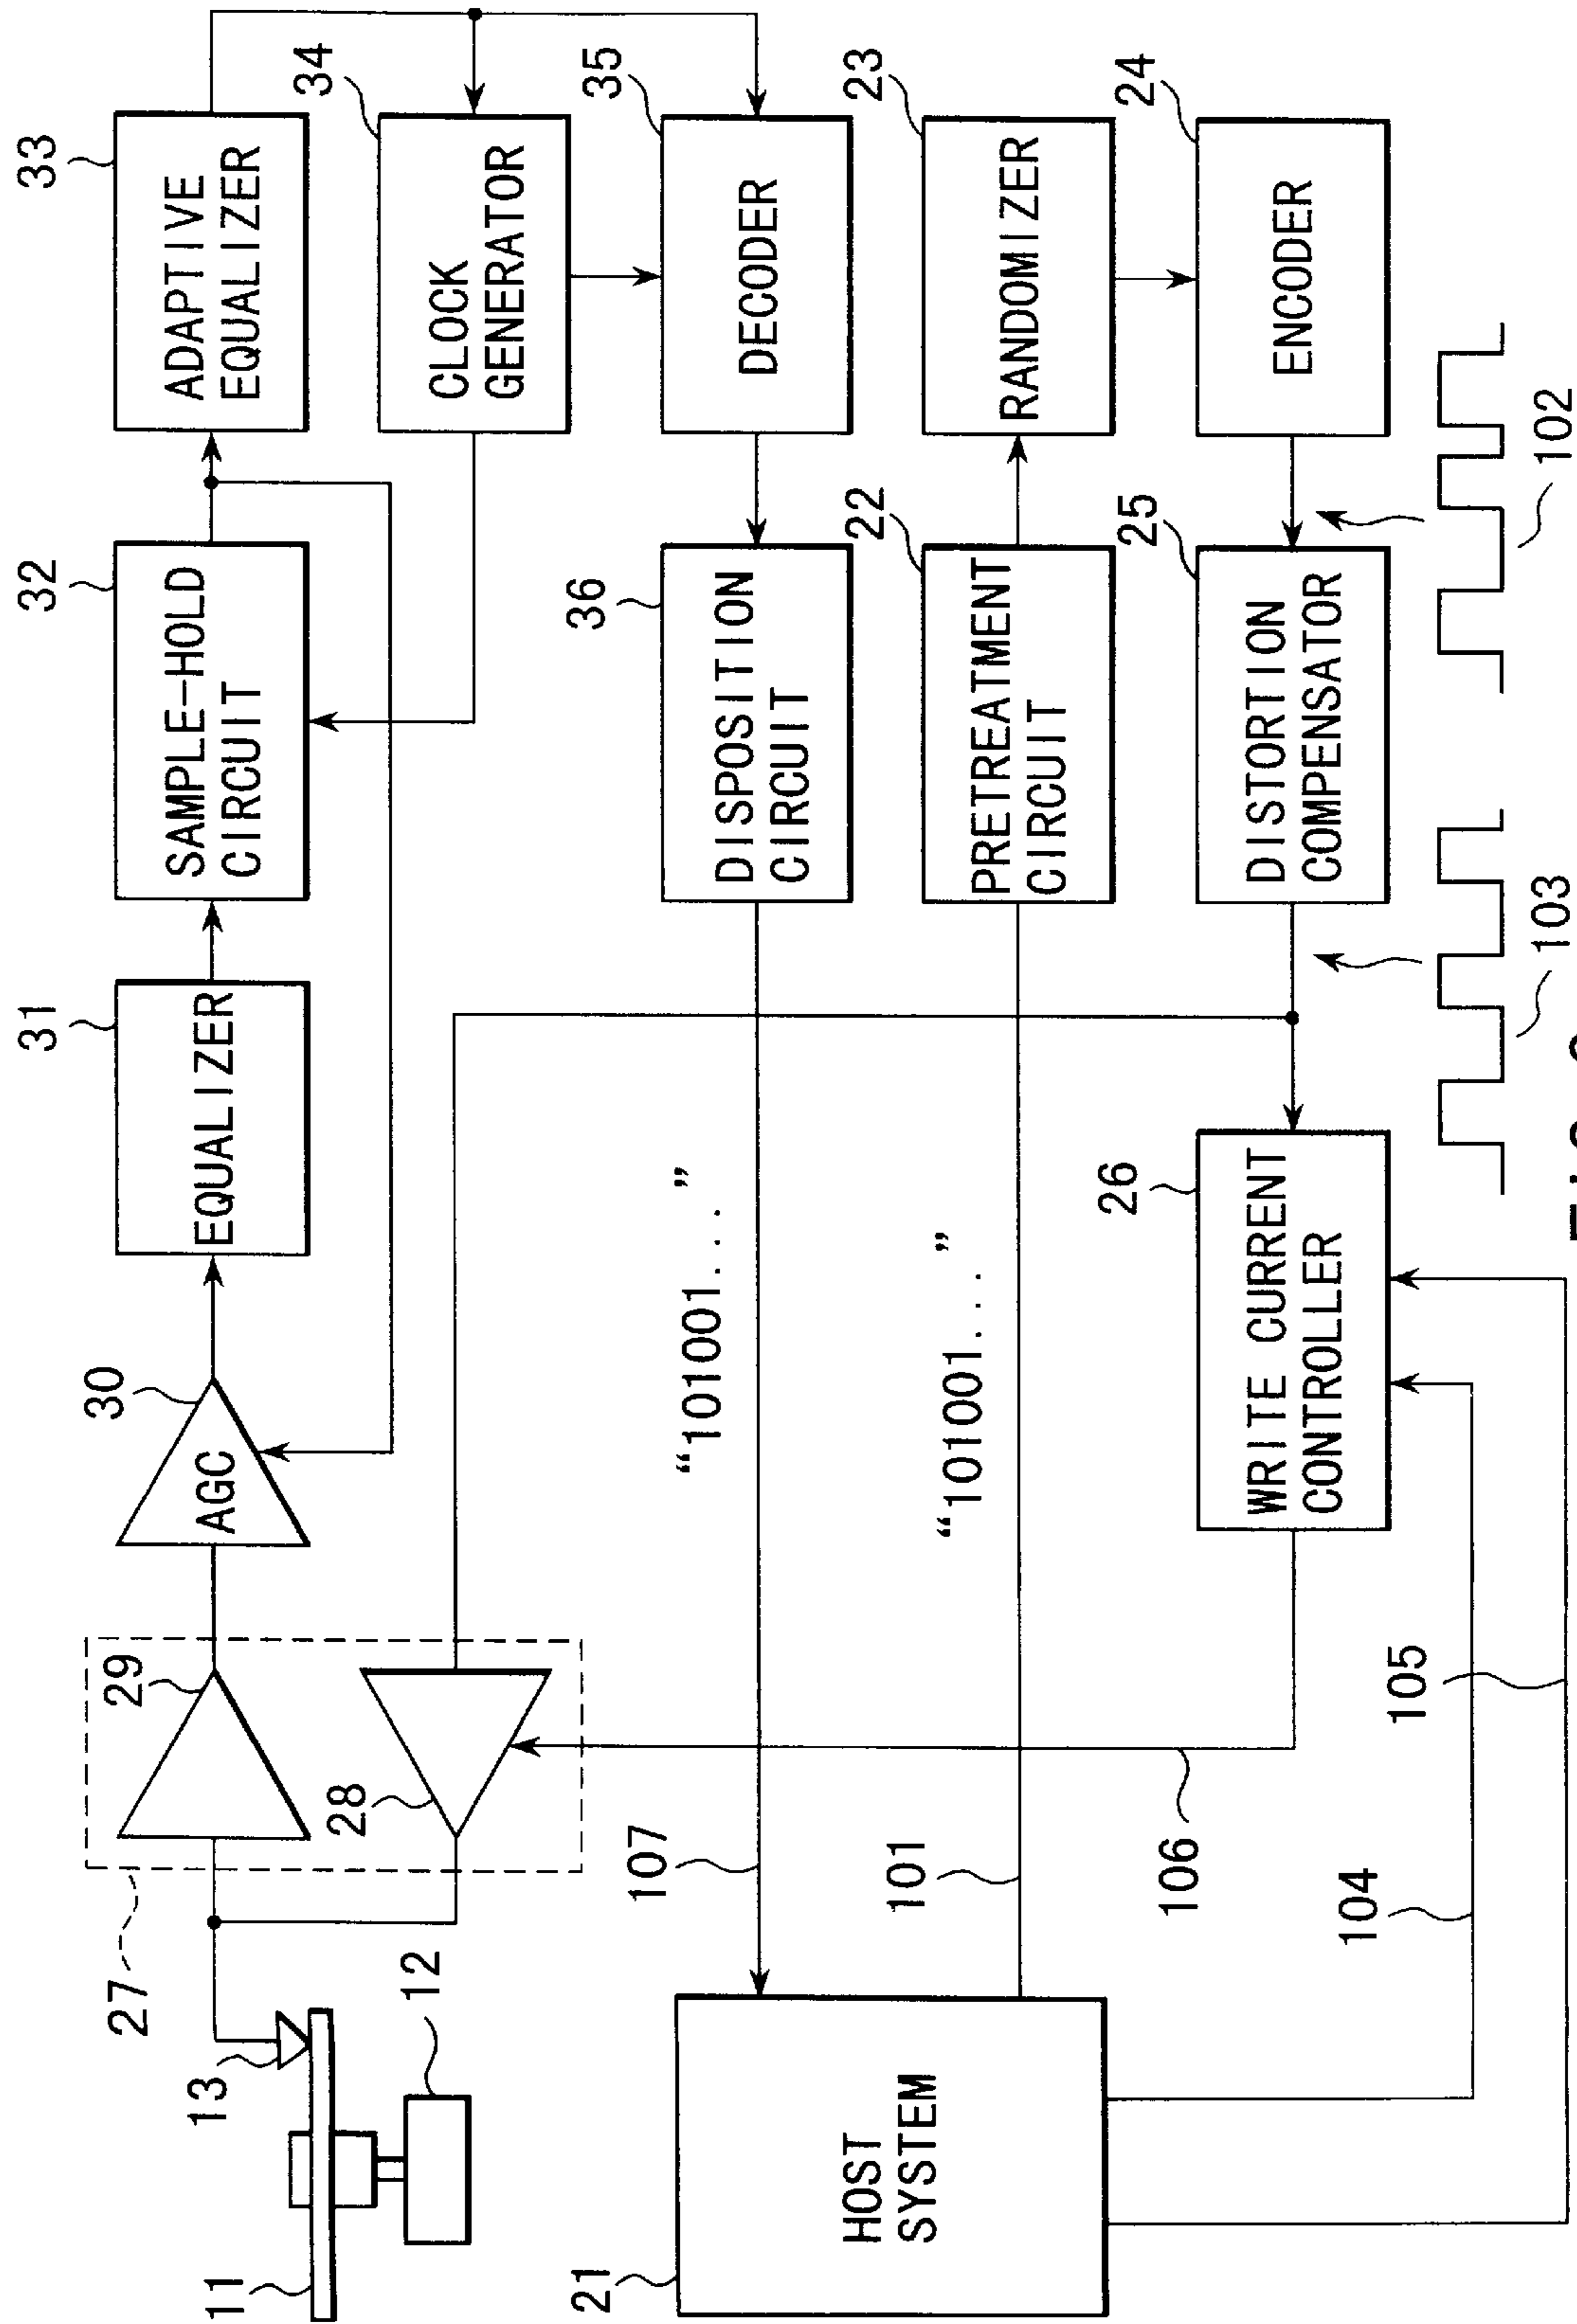 33
ADAPTIVE
EQUALIZER
32
SAMPLE-HOLD
CIRCUIT
31
EQUALIZER
30
AGC
29
27
13
11
12
28
34
CLOCK
GENERATOR
35
DECODER
36
DISPOSITION
CIRCUIT
“101001...”
107
21
HOST
SYSTEM
101
“101001...”
22
PRETREATMENT
CIRCUIT
23
RANDOMIZER
24
ENCODER
25
DISTORTION
COMPENSATOR
26
WRITE CURRENT
CONTROLLER
106
104
105
103
102